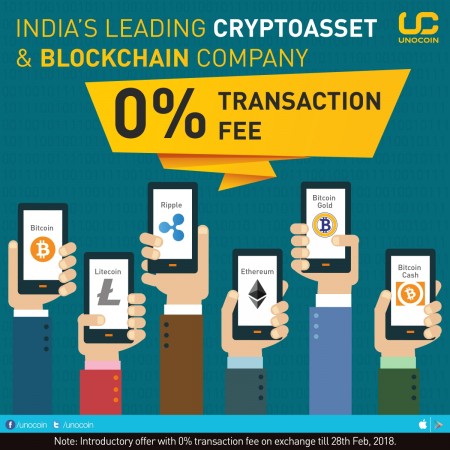 INDIA'S LEADING CRYPTOASSET
& BLOCKCHAIN COMPANY
UC
UNOCOIN
0% TRANSACTION
FEE
Ripple
Bitcoin
Gold
Bitcoin
Litecoin
Ethereum
Bitcoin
Cash
/unocoin /unocoin
Note: Introductory offer with 0% transaction fee on exchange till 28th Feb, 2018.